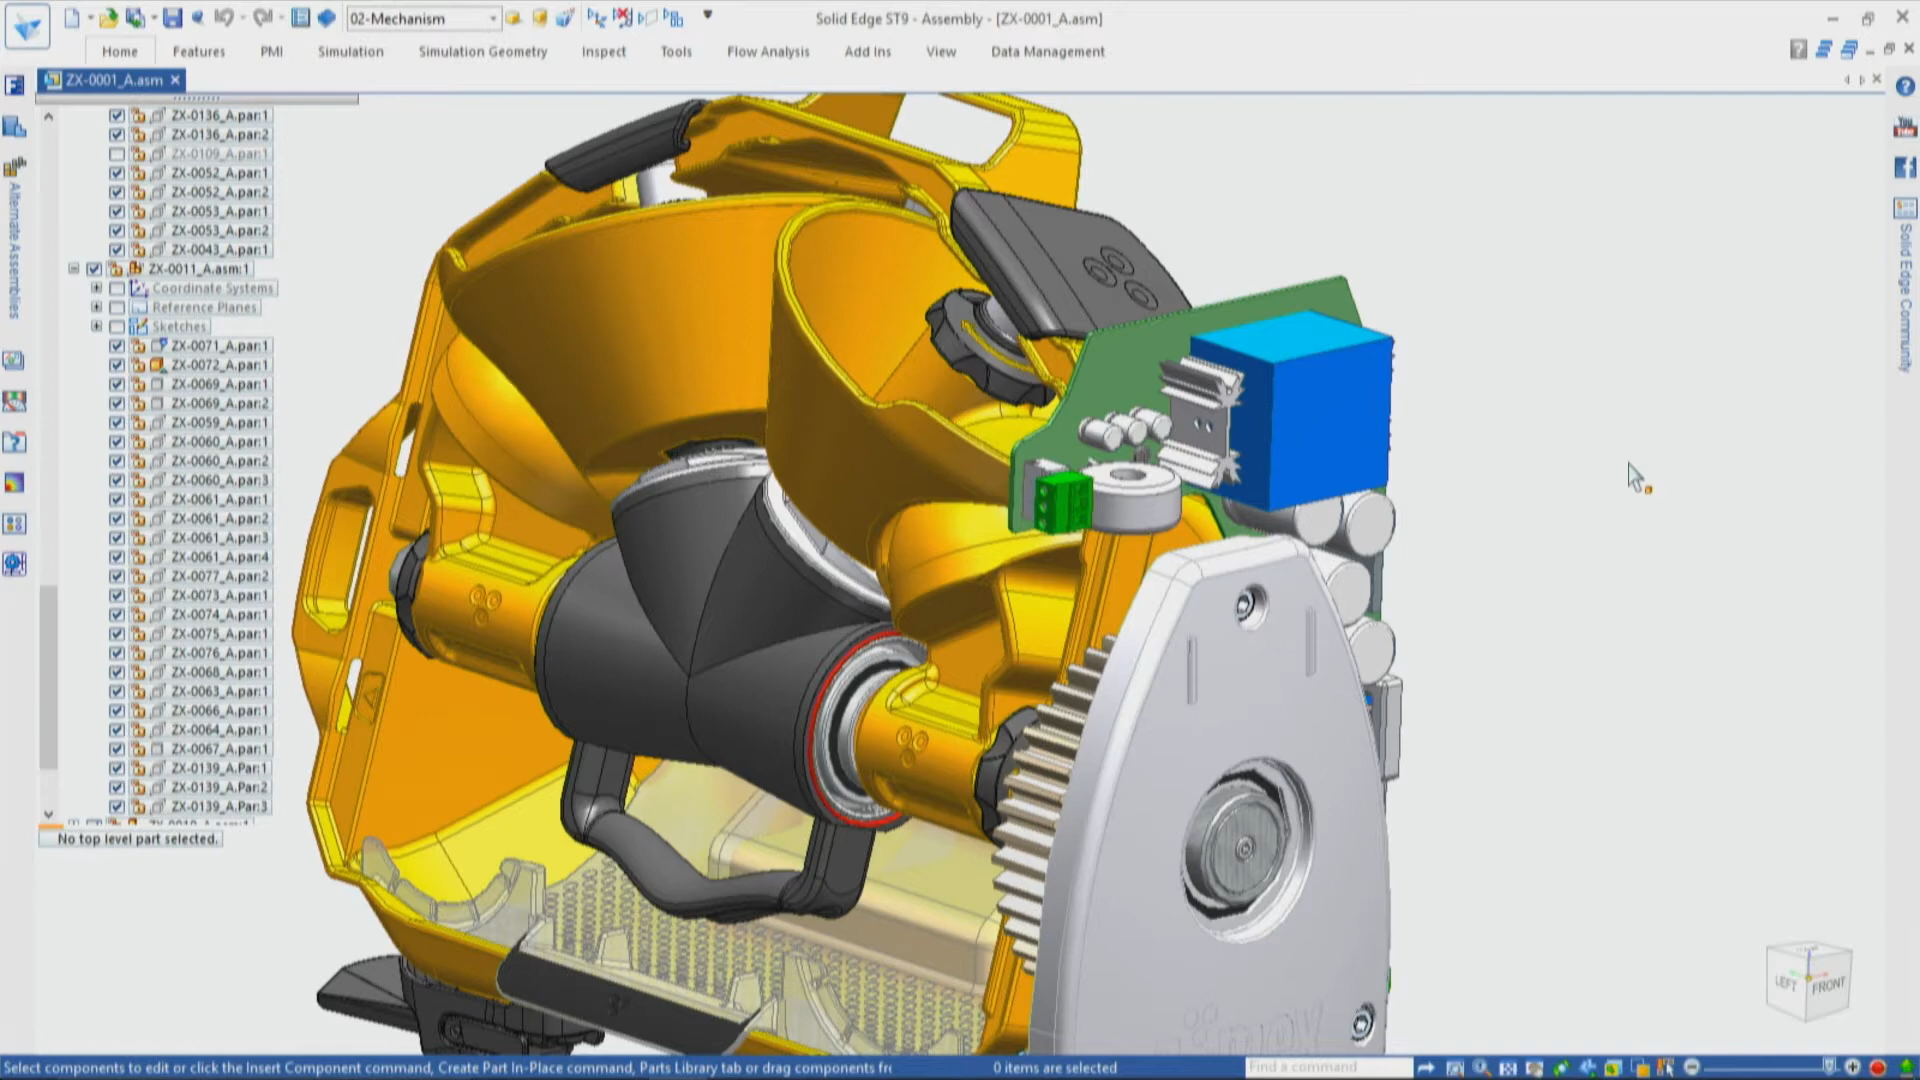 02-Mechanism
Solid Edge ST9 - Assembly - [ZX-0001_A.asm]
Home Features PMI Simulation Simulation Geometry Inspect Tools Flow Analysis Add Ins View Data Management
ZX-0001_A.asm
Alternate Assemblies
ZX-0136_A.par:1
ZX-0136_A.par:2
ZX-0109_A.par:1
ZX-0052_A.par:1
ZX-0052_A.par:2
ZX-0053_A.par:1
ZX-0053_A.par:2
ZX-0043_A.par:1
ZX-0011_A.asm:1
Coordinate Systems
Reference Planes
Sketches
ZX-0071_A.par:1
ZX-0072_A.par:1
ZX-0069_A.par:1
ZX-0069_A.par:2
ZX-0059_A.par:1
ZX-0060_A.par:1
ZX-0060_A.par:2
ZX-0060_A.par:3
ZX-0061_A.par:1
ZX-0061_A.par:2
ZX-0061_A.par:3
ZX-0061_A.par:4
ZX-0077_A.par:2
ZX-0073_A.par:1
ZX-0074_A.par:1
ZX-0075_A.par:1
ZX-0076_A.par:1
ZX-0068_A.par:1
ZX-0063_A.par:1
ZX-0066_A.par:1
ZX-0064_A.par:1
ZX-0067_A.par:1
ZX-0139_A.Par:1
ZX-0139_A.Par:2
ZX-0139_A.Par:3
No top level part selected.
You
Tube
Solid Edge Community
LEFT
FRONT
Select components to edit or click the Insert Component command, Create Part In-Place command, Parts Library tab or drag components fr
0 items are selected
Find a command